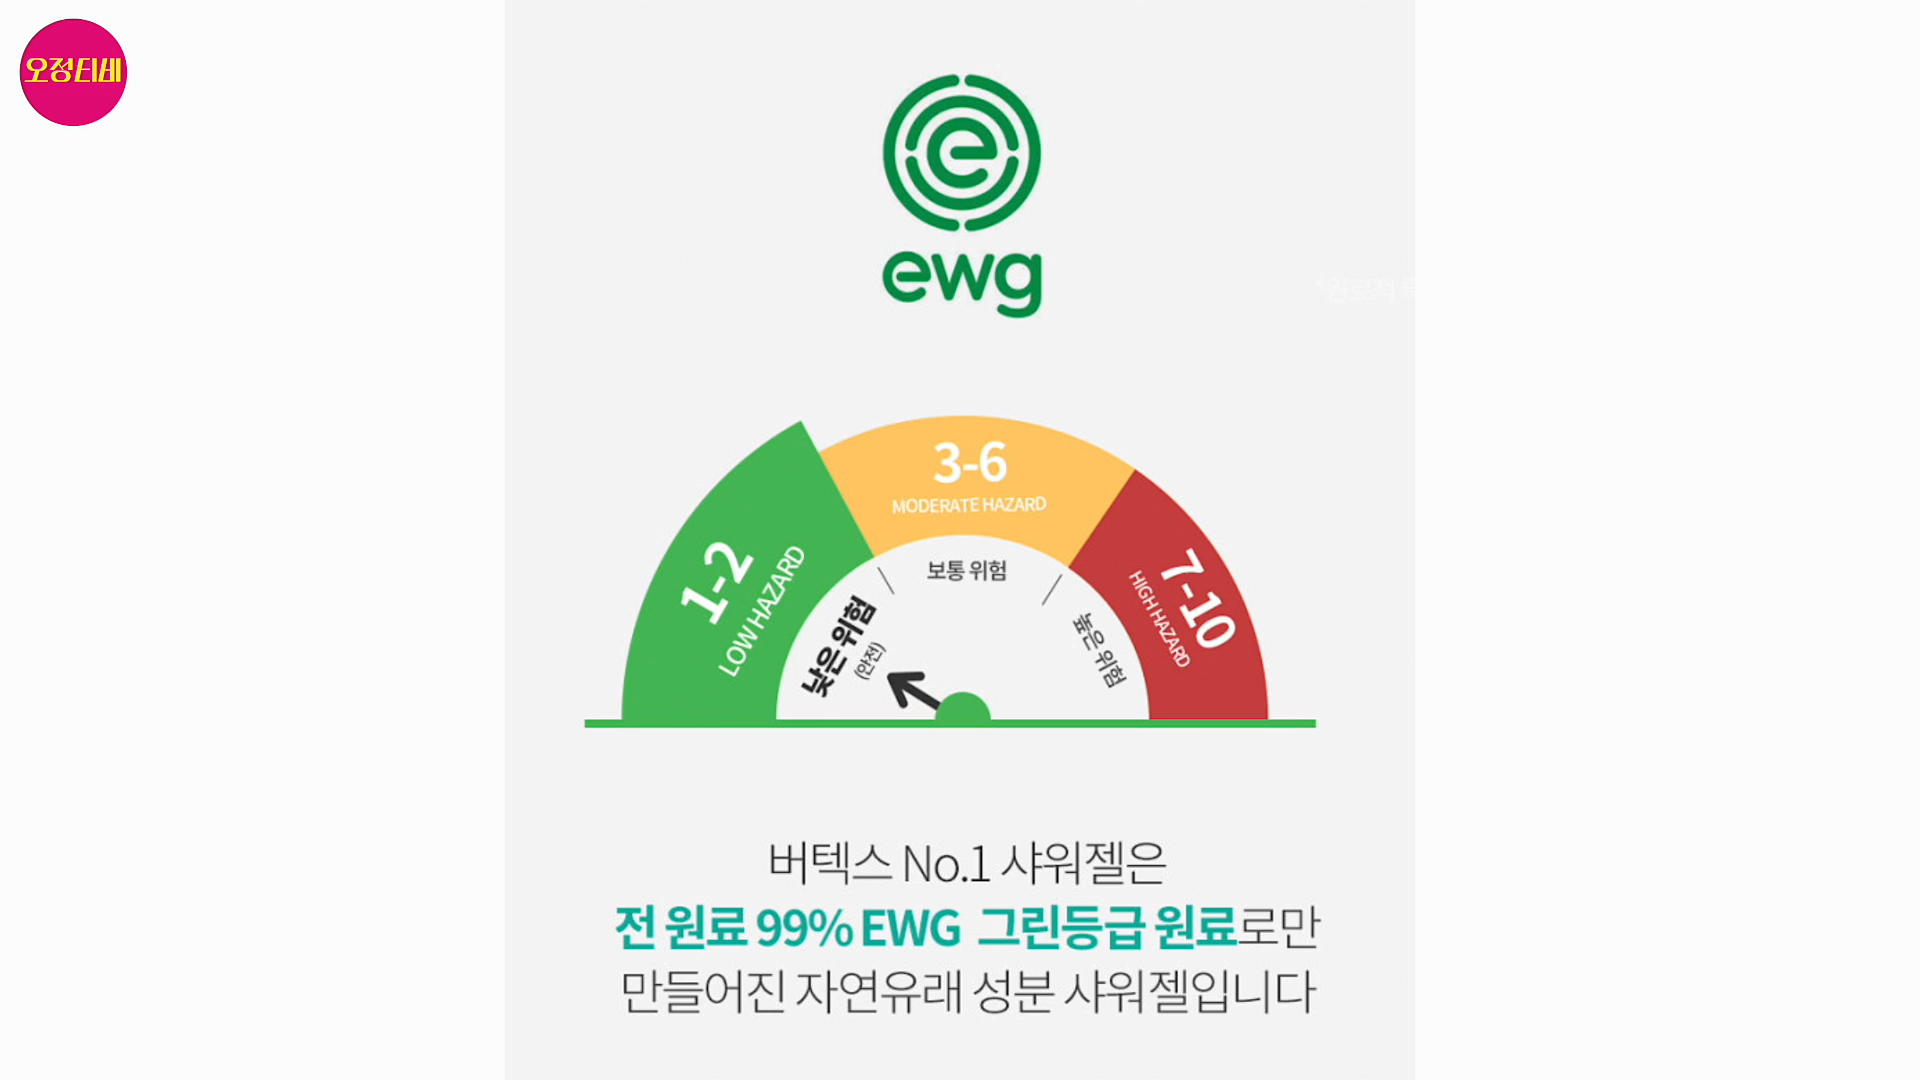 오정티비
e
ewg
3-6
MODERATE HAZARD
1-2
LOW HAZARD
7-10
HIGH HAZARD
보통 위험
낮은 위험
(안전)
높은 위험
버텍스 No.1 샤워젤은
전 원료 99% EWG 그린등급 원료로만
만들어진 자연유래 성분 샤워젤입니다